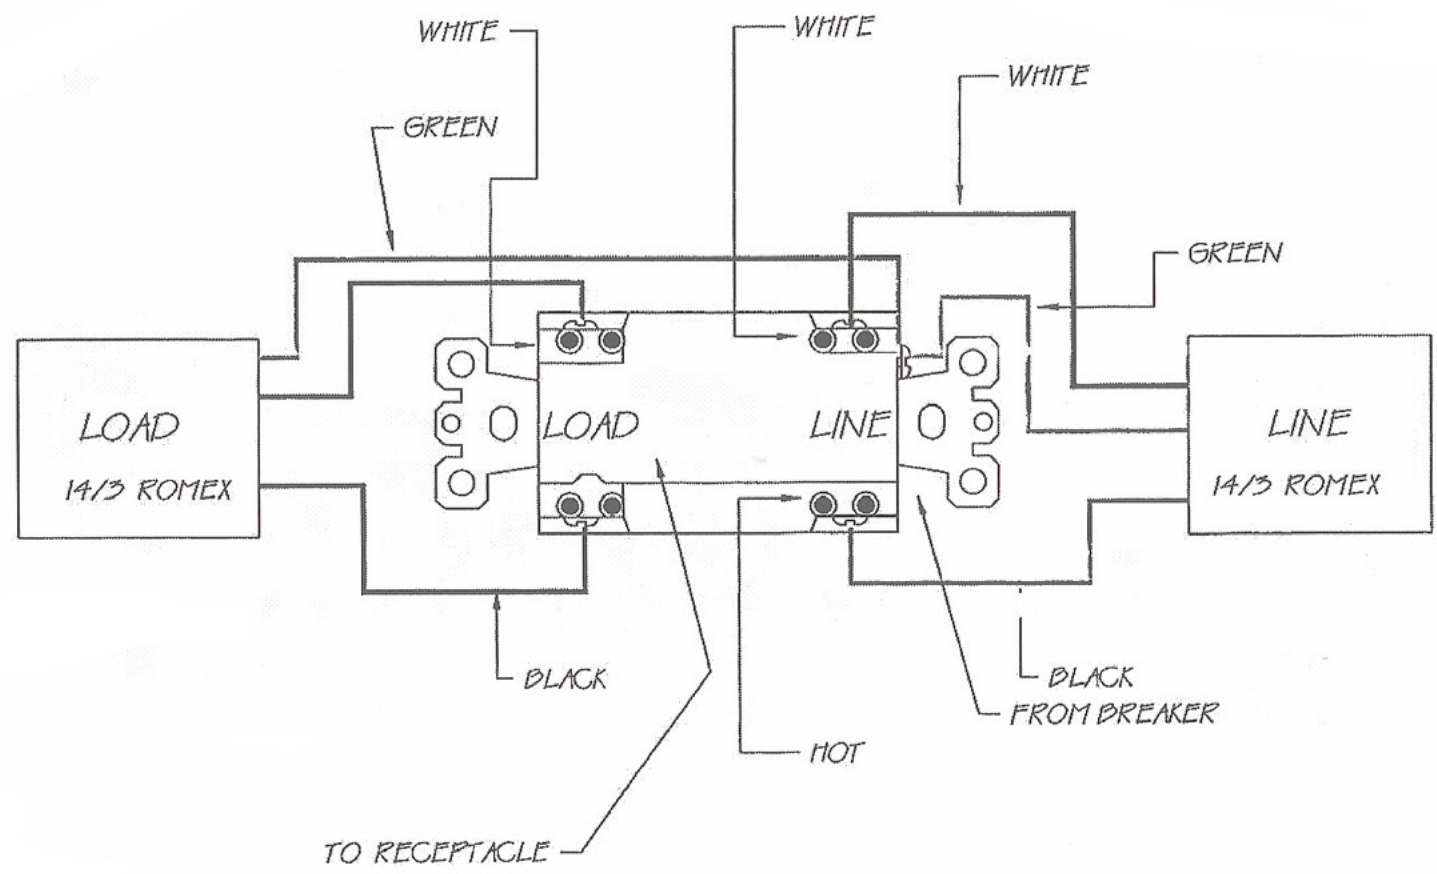 WHITE
WHITE
WHITE
GREEN
GREEN
LOAD
14/3 ROMEX
LOAD
LINE
LINE
14/3 ROMEX
BLACK
BLACK
FROM BREAKER
HOT
TO RECEPTACLE